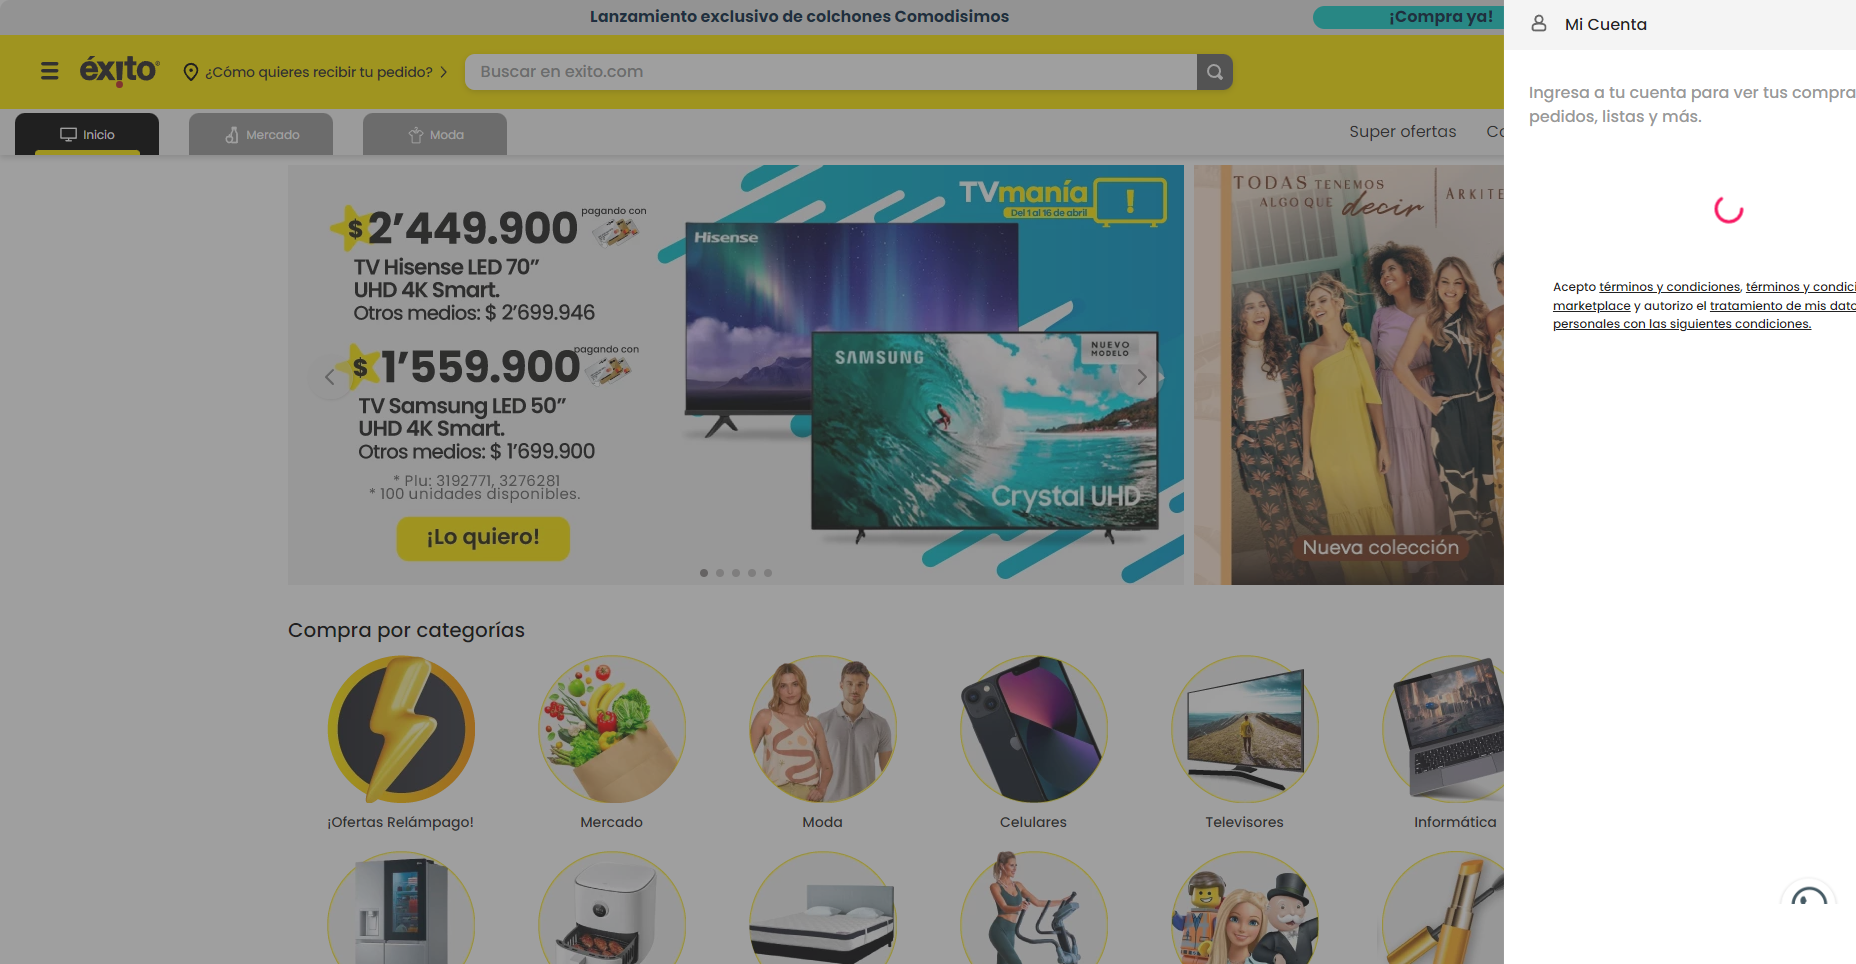 Lanzamiento exclusivo de colchones Comodisimos
¡Compra ya!
Mi Cuenta
éxito
¿Cómo quieres recibir tu pedido?
Buscar en exito.com
Inicio
Mercado
Moda
Super ofertas
Co
Ingresa a tu cuenta para ver tus compra
pedidos, listas y más.
$ 2’449.900
pagando con
TV Hisense LED 70”
UHD 4K Smart.
Otros medios: $ 2’699.946
$ 1’559.900
pagando con
TV Samsung LED 50”
UHD 4K Smart.
Otros medios: $ 1’699.900
* Plu: 3192771, 3276281
* 100 unidades disponibles.
¡Lo quiero!
TVmanía
Del 1 al 16 de abril
Hisense
SAMSUNG
NUEVO
MODELO
Crystal UHD
TODAS TENEMOS
ALGO QUE decir
ARKITE
Nueva colección
Acepto términos y condiciones, términos y condici
marketplace y autorizo el tratamiento de mis dato
personales con las siguientes condiciones.
Compra por categorías
¡Ofertas Relámpago!
Mercado
Moda
Celulares
Televisores
Informática